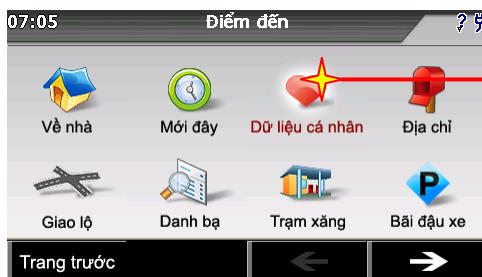 07:05 Điểm đến ?
Về nhà Mới đây Dữ liệu cá nhân Địa chỉ
P
Giao lộ Danh bạ Trạm xăng Bãi đậu xe
Trang trước